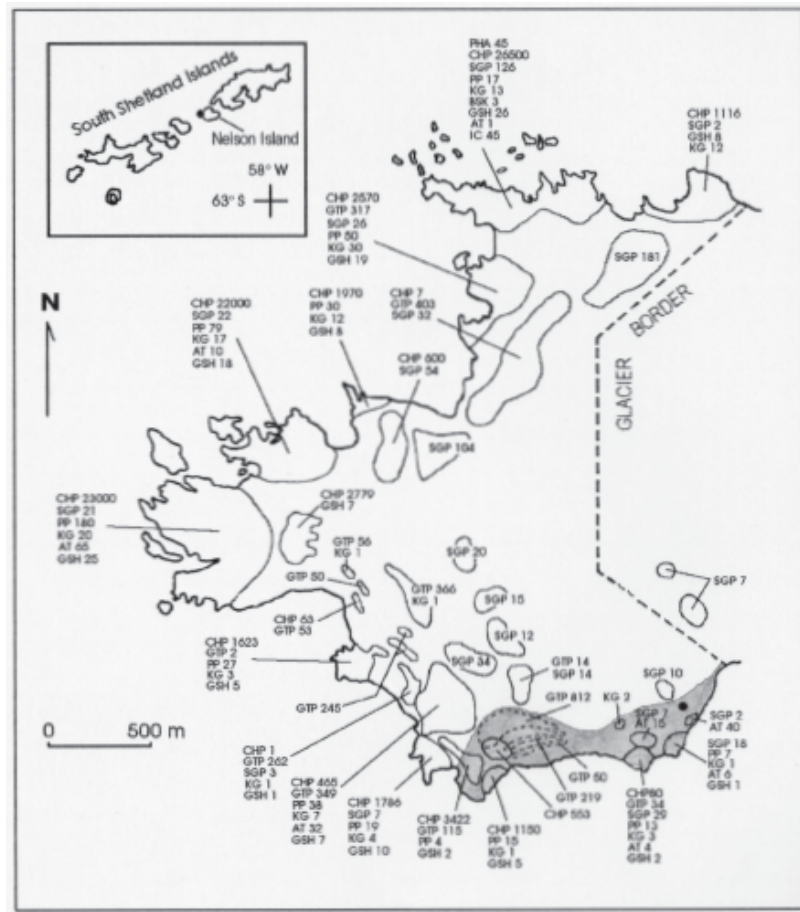 South Shetland Islands
Nelson Island
58° W
63° S
N
PHA 45
CHP 26500
SGP 126
PP 17
KG 13
BSK 3
GSH 26
AT 1
IC 45
CHP 1116
SGP 2
GSH 8
KG 12
CHP 2570
GTP 317
SGP 26
PP 50
KG 30
GSH 19
SGP 181
GLACIER BORDER
CHP 22000
SGP 22
PP 79
KG 17
AT 10
GSH 18
CHP 1970
PP 30
KG 12
GSH 8
CHP 7
GTP 403
SGP 32
CHP 600
SGP 54
SGP 104
CHP 23000
SGP 21
PP 180
KG 20
AT 65
GSH 25
CHP 2779
GSH 7
GTP 56
KG 1
GTP 50
CHP 63
GTP 53
GTP 366
KG 1
SGP 20
SGP 15
SGP 12
SGP 34
SGP 7
CHP 1623
GTP 2
PP 27
KG 3
GSH 5
GTP 245
GTP 14
SGP 14
GTP 812
KG 2
SGP 10
SGP 7
AT 15
SGP 2
AT 40
SGP 18
PP 7
KG 1
AT 6
GSH 1
0
500 m
CHP 1
GTP 262
SGP 3
KG 1
GSH 1
CHP 465
GTP 349
PP 38
KG 7
AT 32
GSH 7
CHP 1786
SGP 7
PP 19
KG 4
GSH 10
CHP 3422
GTP 115
PP 4
GSH 2
CHP 1150
PP 15
KG 1
GSH 5
CHP 553
GTP 219
GTP 50
CHP80
GTP 34
SGP 29
PP 13
KG 3
AT 4
GSH 2